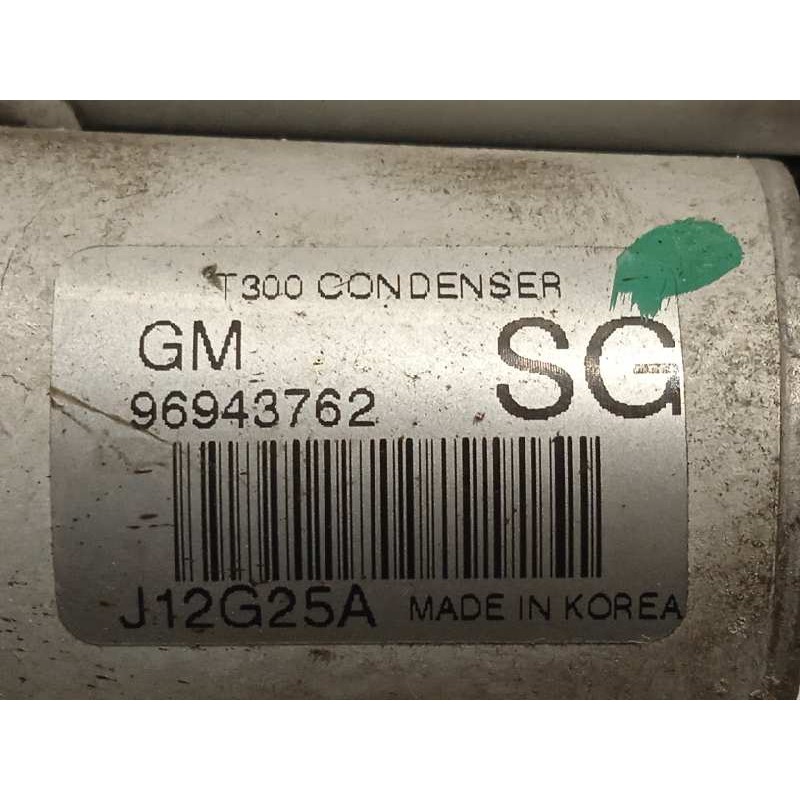 T300 CONDENSER
GM
SG
96943762
J12G25A MADE IN KOREA